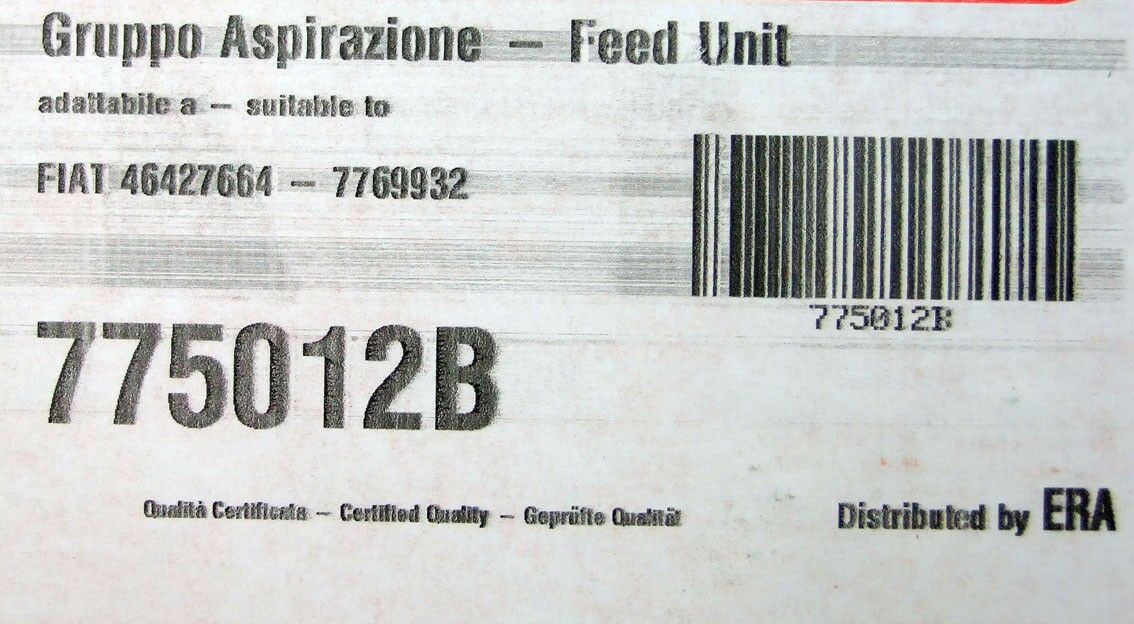 Gruppo Aspirazione – Feed Unit
adattabile a – suitable to
FIAT 46427664 – 7769932
775012B
775012B
Qualità Certificata – Certified Quality – Geprüfte Qualität
Distributed by ERA